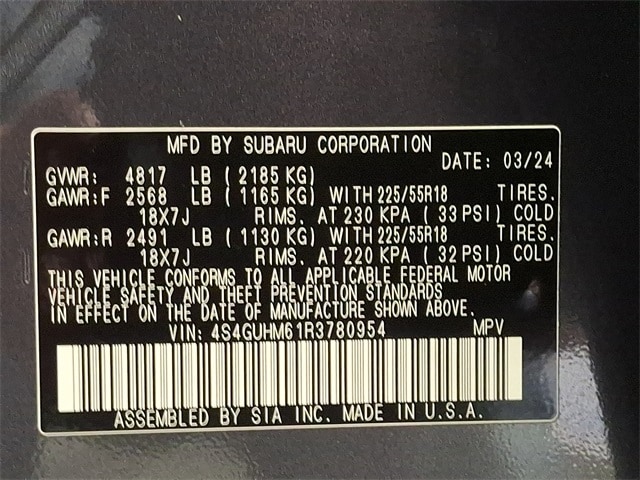 MFD BY SUBARU CORPORATION
DATE: 03/24
GVWR: 4817 LB (2185 KG)
GAWR:F 2568 LB (1165 KG) WITH 225/55R18 TIRES.
18X7J RIMS. AT 230 KPA (33 PSI) COLD
GAWR:R 2491 LB (1130 KG) WITH 225/55R18 TIRES.
18X7J RIMS. AT 220 KPA (32 PSI) COLD
THIS VEHICLE CONFORMS TO ALL APPLICABLE FEDERAL MOTOR
VEHICLE SAFETY AND THEFT PREVENTION STANDARDS
IN EFFECT ON THE DATE OF MANUFACTURE SHOWN ABOVE.
VIN: 4S4GUHM61R3780954 MPV
ASSEMBLED BY SIA INC. MADE IN U.S.A.